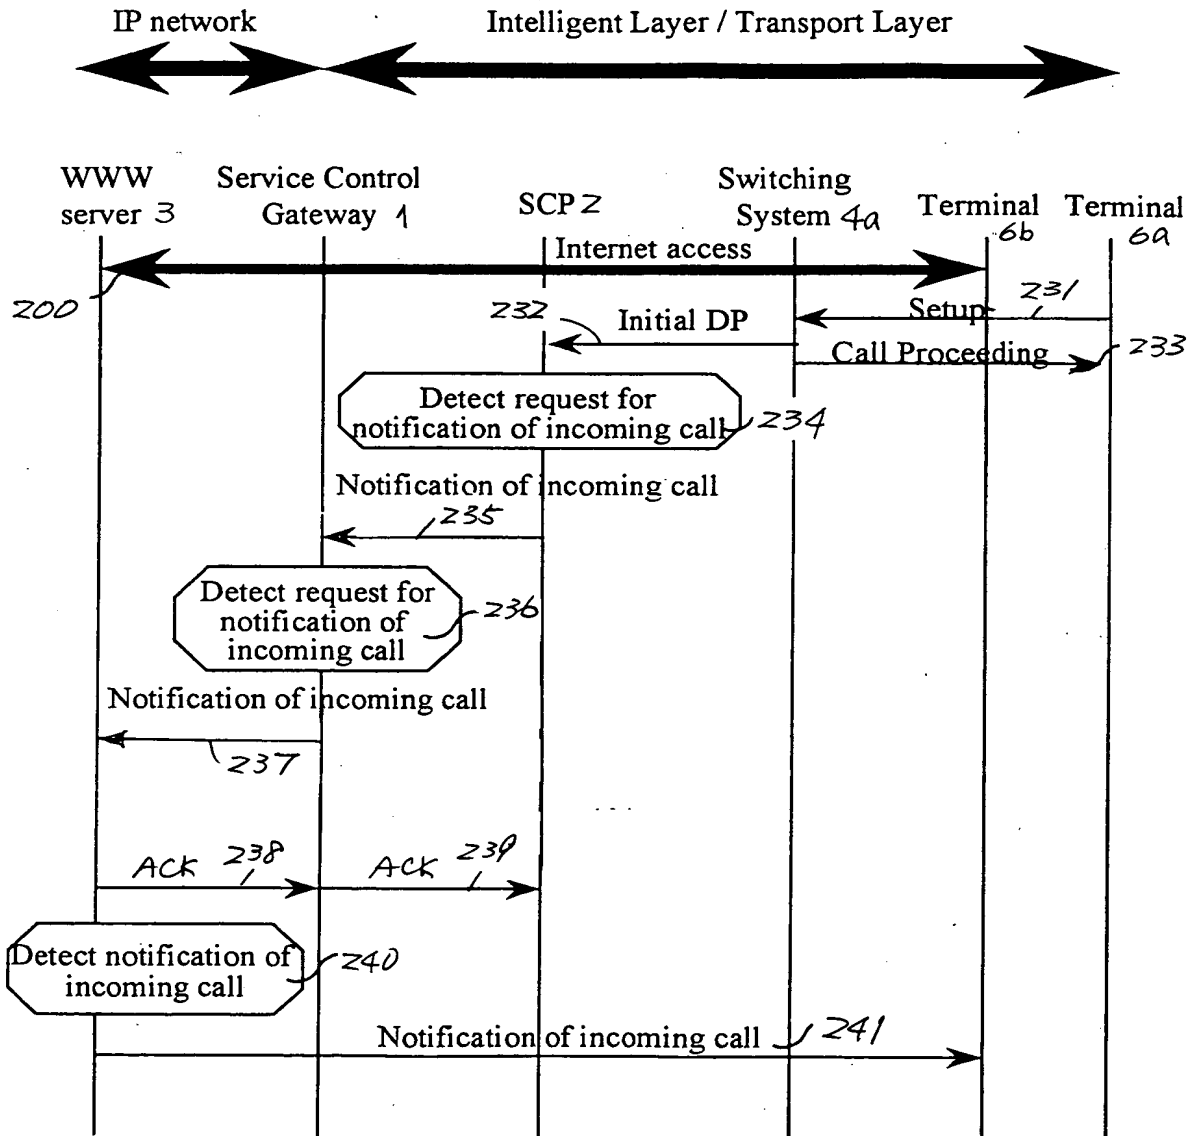 IP network
Intelligent Layer / Transport Layer
WWW
server 3
Service Control
Gateway 1
SCP 2
Switching
System 4a
Terminal
6b
Terminal
6a
Internet access
200
Setup
231
232
Initial DP
Call Proceeding
233
Detect request for
notification of incoming call
234
Notification of incoming call
235
Detect request for
notification of
incoming call
236
Notification of incoming call
237
ACK 238
ACK 239
Detect notification of
incoming call
240
Notification of incoming call 241